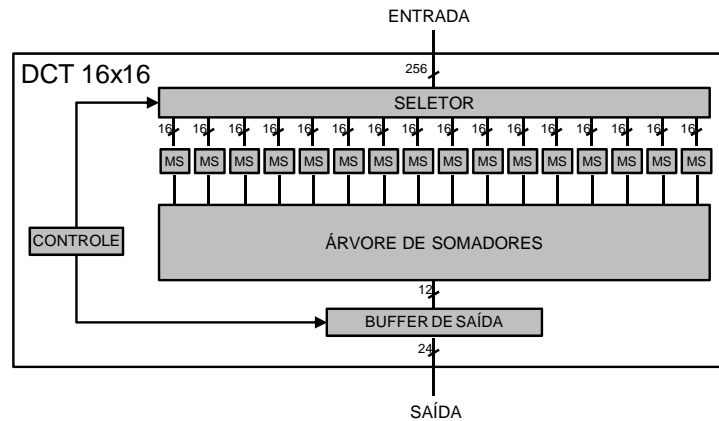 ENTRADA
DCT 16x16
256
SELETOR
16 16 16 16 16 16 16 16 16 16 16 16 16 16 16 16
MS MS MS MS MS MS MS MS MS MS MS MS MS MS MS MS
CONTROLE
ÁRVORE DE SOMADORES
12
BUFFER DE SAÍDA
24
SAÍDA